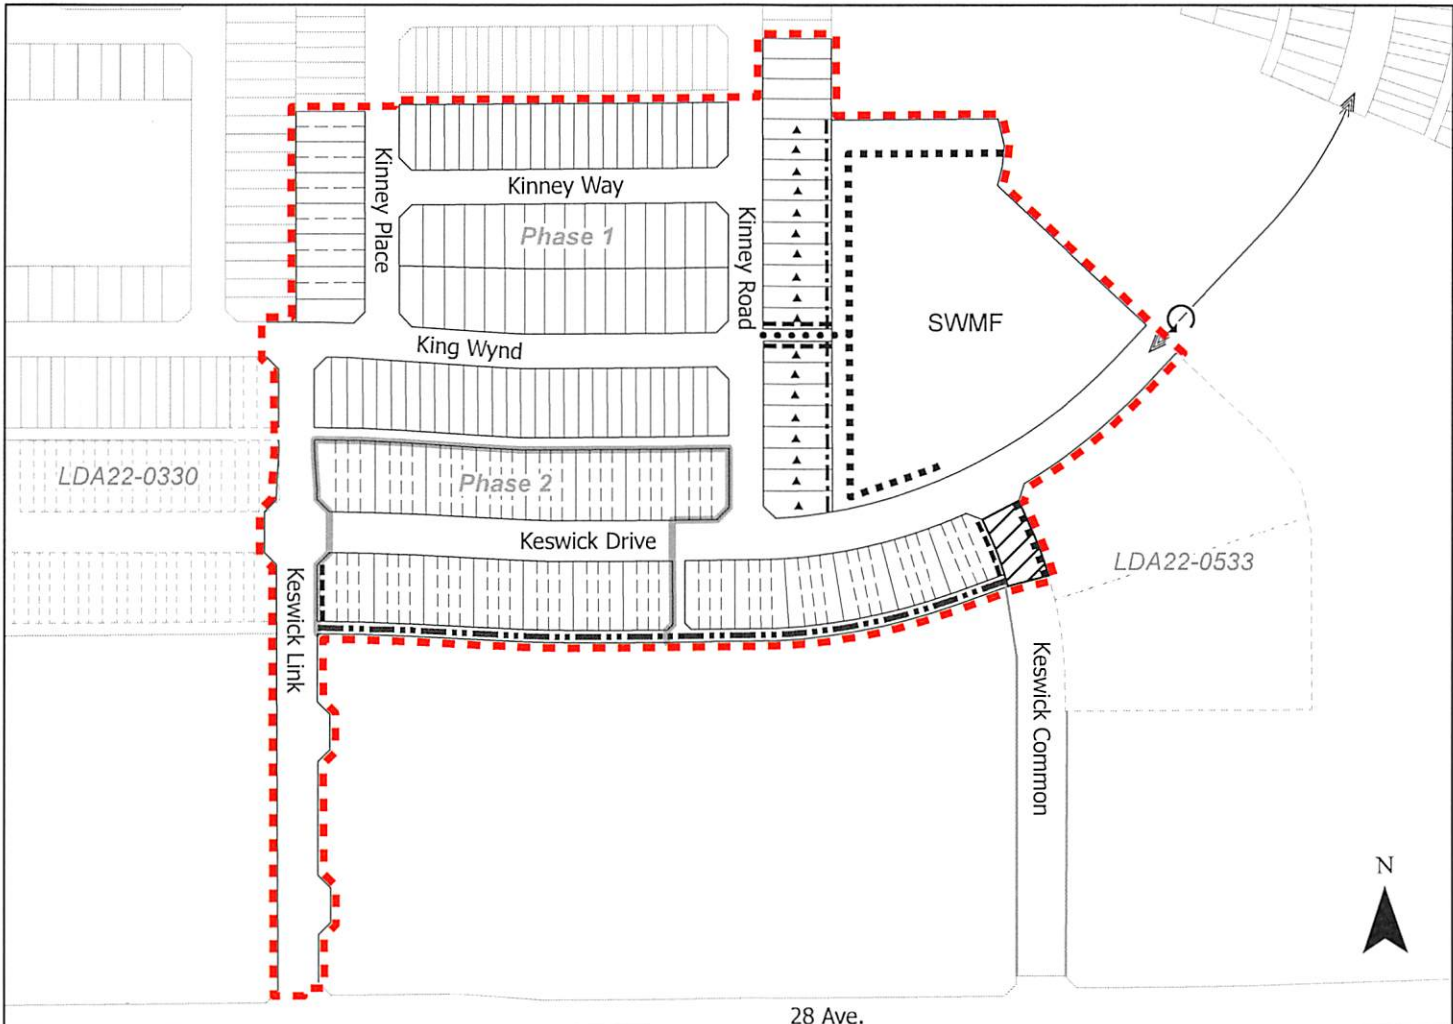 Kinney Way
Kinney Place
Phase 1
Kinney Road
SWMF
King Wynd
LDA22-0330
Phase 2
Keswick Drive
LDA22-0533
Keswick Link
Keswick Common
N
28 Ave.